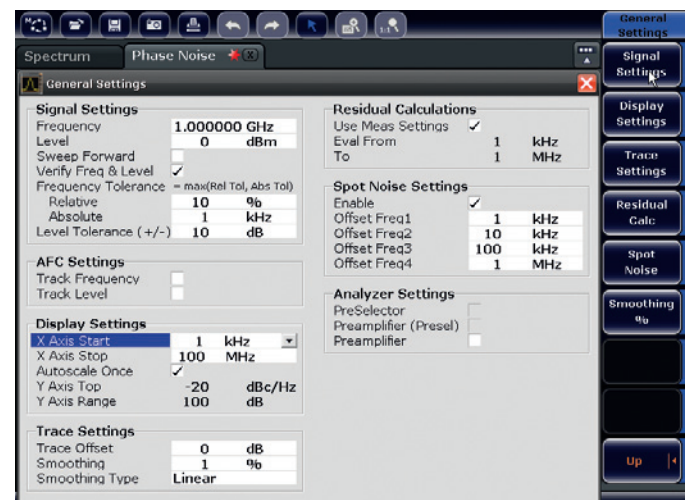 Spectrum Phase Noise
General Settings
Signal Settings
Frequency 1.000000 GHz
Level 0 dBm
Sweep Forward
Verify Freq & Level
Frequency Tolerance = max(Rel Tol, Abs Tol)
Relative 10 %
Absolute 1 kHz
Level Tolerance (+/-) 10 dB
AFC Settings
Track Frequency
Track Level
Display Settings
X Axis Start 1 kHz
X Axis Stop 100 MHz
Autoscale Once
Y Axis Top -20 dBc/Hz
Y Axis Range 100 dB
Trace Settings
Trace Offset 0 dB
Smoothing 1 %
Smoothing Type Linear
Residual Calculations
Use Meas Settings
Eval From 1 kHz
To 1 MHz
Spot Noise Settings
Enable
Offset Freq1 1 kHz
Offset Freq2 10 kHz
Offset Freq3 100 kHz
Offset Freq4 1 MHz
Analyzer Settings
PreSelector
Preamplifier (Presel)
Preamplifier
General
Settings
Signal
Settings
Display
Settings
Trace
Settings
Residual
Calc
Spot
Noise
Smoothing
%
Up